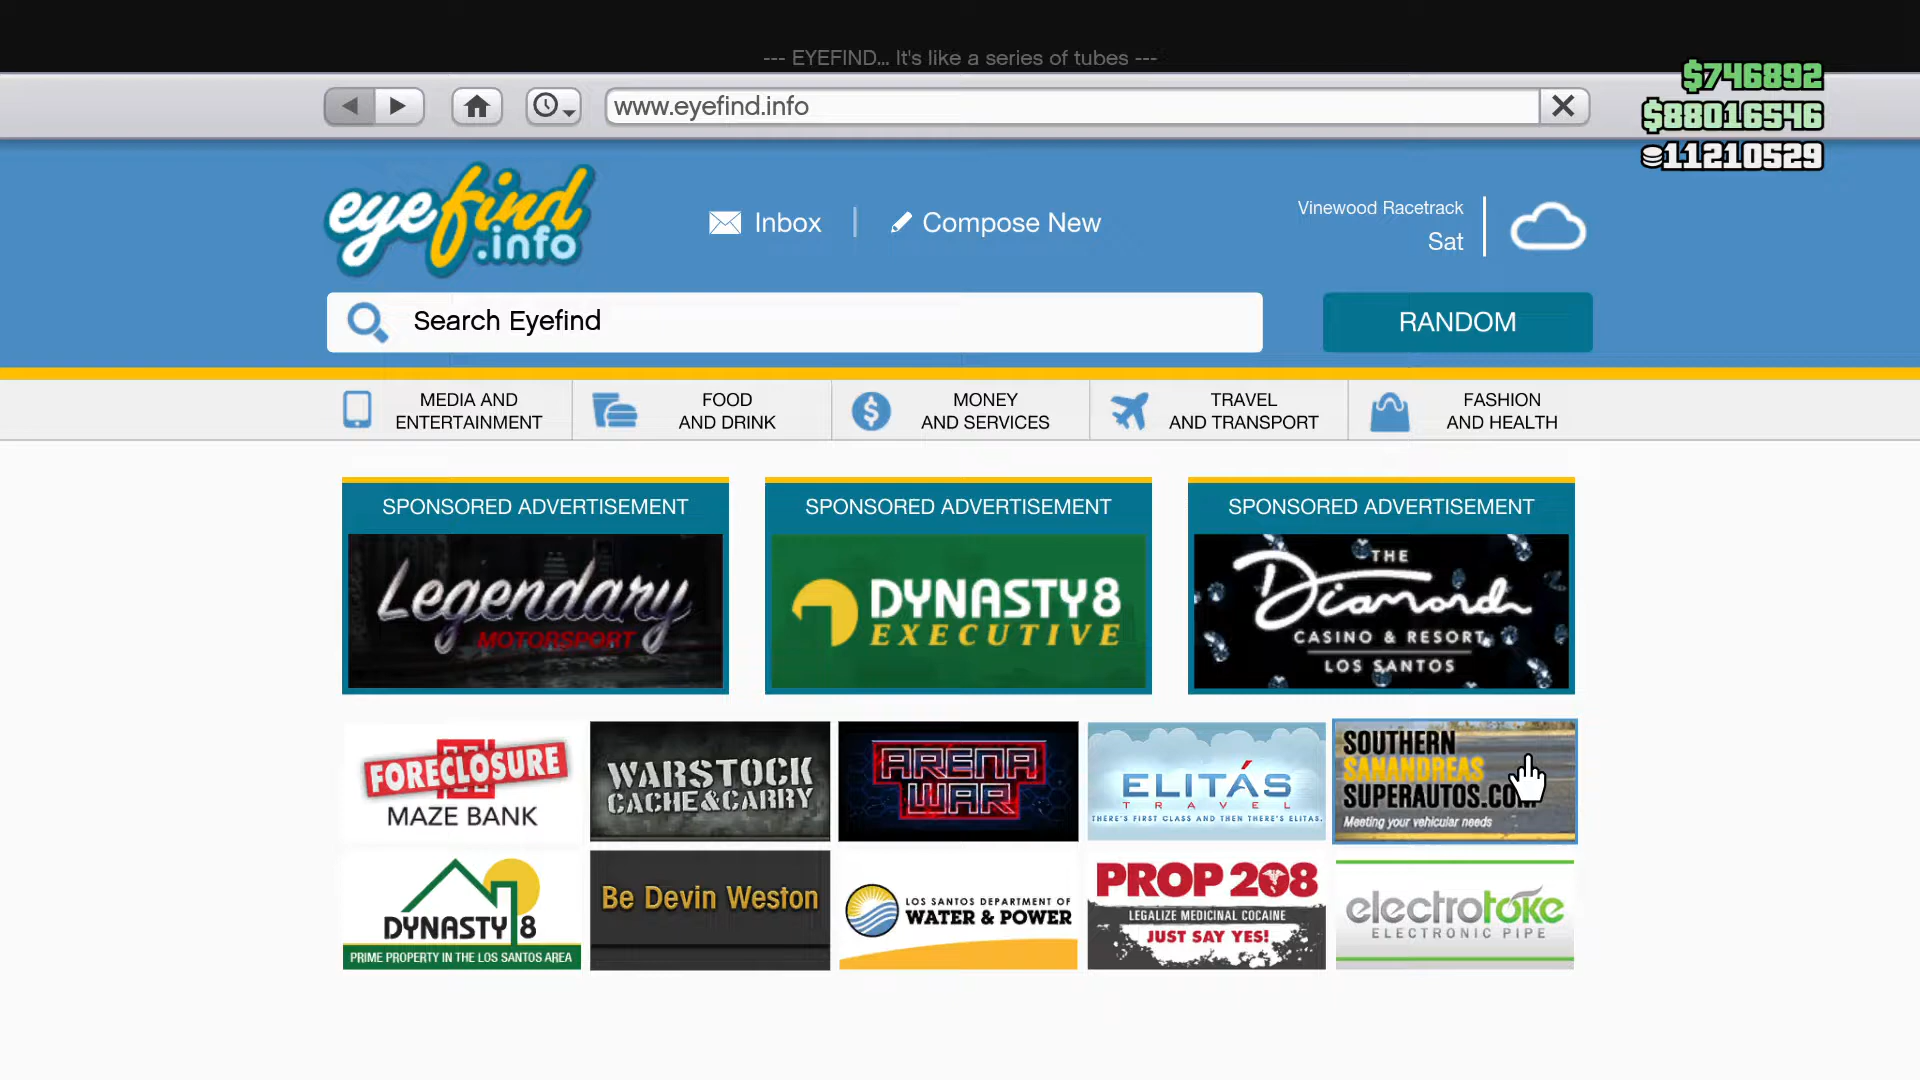 --- EYEFIND... It's like a series of tubes ---
$746892
www.eyefind.info
$88016546
11210529
eyefind
.info
Inbox
Compose New
Vinewood Racetrack
Sat
Search Eyefind
RANDOM
MEDIA AND
ENTERTAINMENT
FOOD
AND DRINK
MONEY
AND SERVICES
TRAVEL
AND TRANSPORT
FASHION
AND HEALTH
SPONSORED ADVERTISEMENT
Legendary
MOTORSPORT
SPONSORED ADVERTISEMENT
DYNASTY8
EXECUTIVE
SPONSORED ADVERTISEMENT
THE
Diamond
CASINO & RESORT
LOS SANTOS
FORECLOSURE
MAZE BANK
WARSTOCK
CACHE&CARRY
ARENA
WAR
ELITÁS
TRAVEL
THERE'S FIRST CLASS AND THEN THERE'S ELITAS.
SOUTHERN
SANANDREAS
SUPERAUTOS.COM
Meeting your vehicular needs
DYNASTY 8
PRIME PROPERTY IN THE LOS SANTOS AREA
Be Devin Weston
LOS SANTOS DEPARTMENT OF
WATER & POWER
PROP 208
LEGALIZE MEDICINAL COCAINE
JUST SAY YES!
electrotoke
ELECTRONIC PIPE